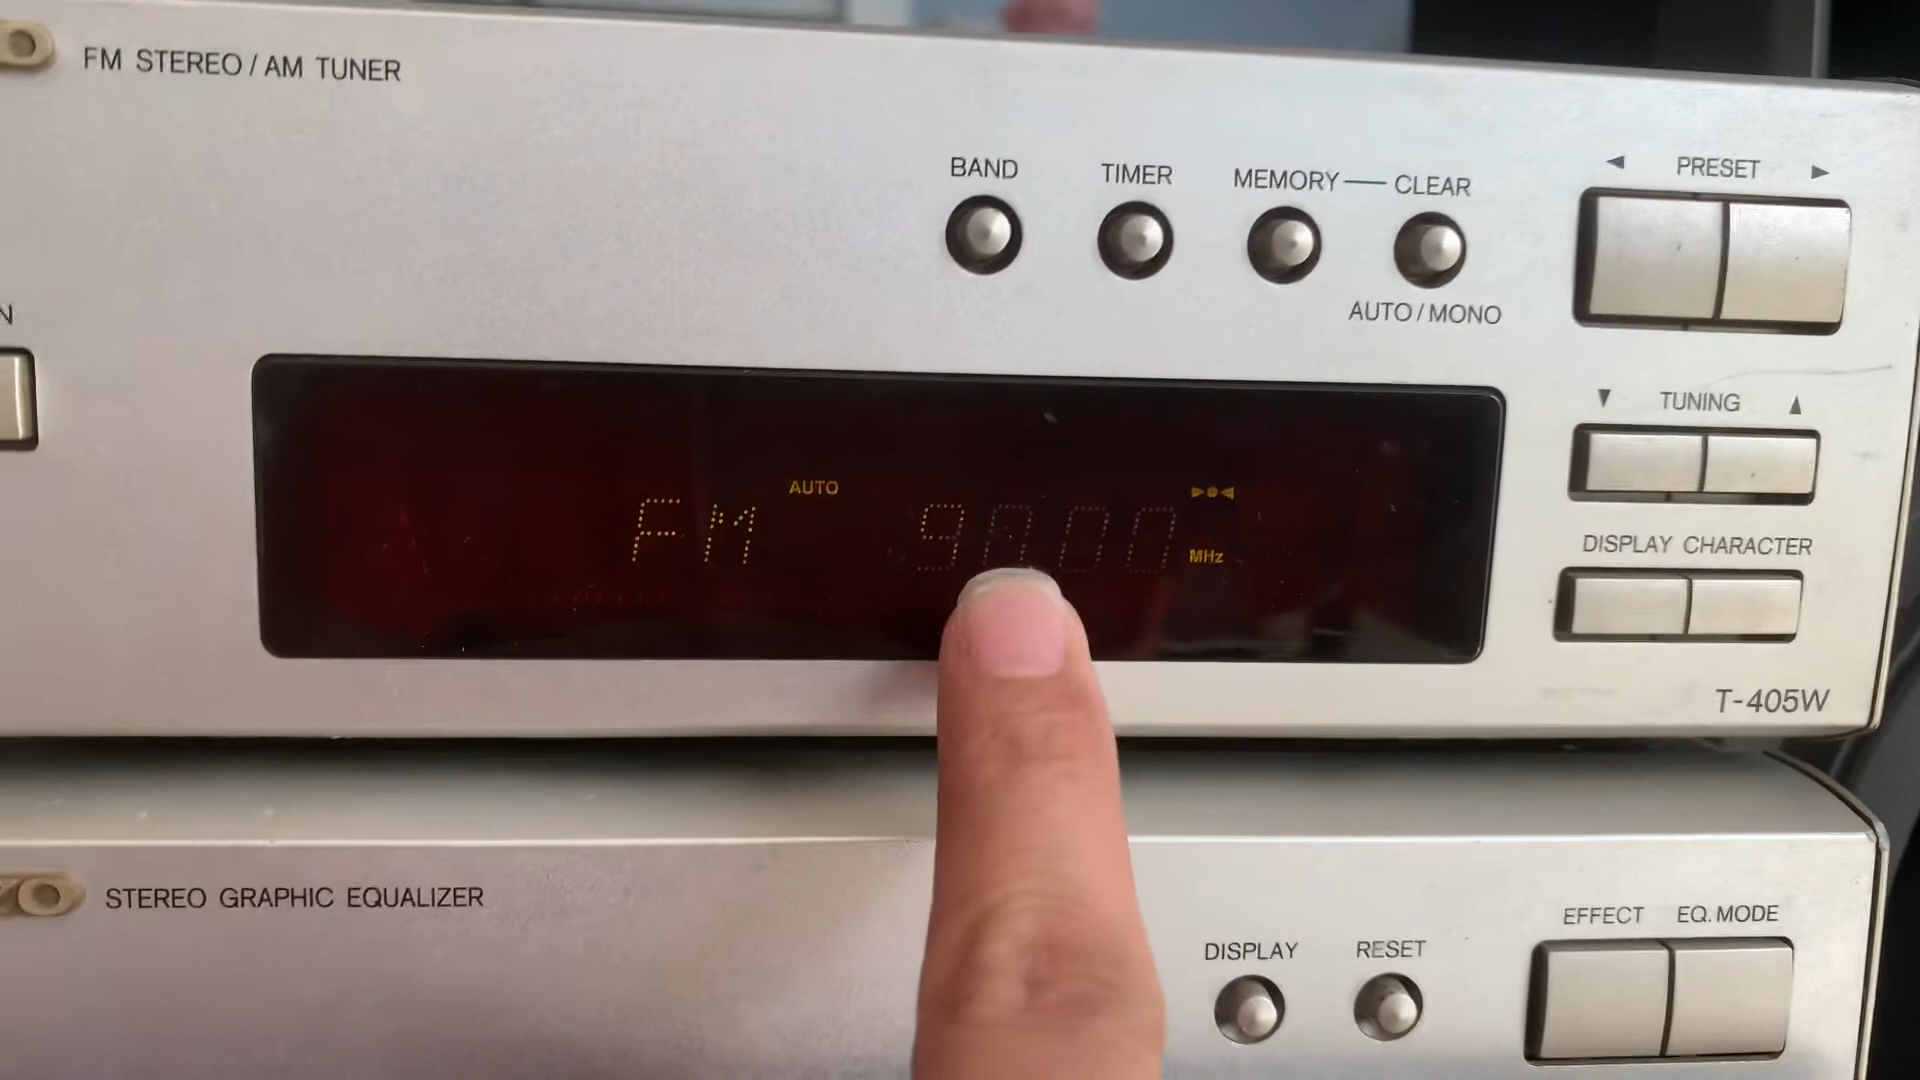 FM STEREO / AM TUNER
BAND TIMER MEMORY CLEAR
◀ PRESET ▶
AUTO / MONO
N
▼ TUNING ▲
AUTO
FM
MHz
DISPLAY CHARACTER
T-405W
STEREO GRAPHIC EQUALIZER
DISPLAY RESET
EFFECT EQ. MODE